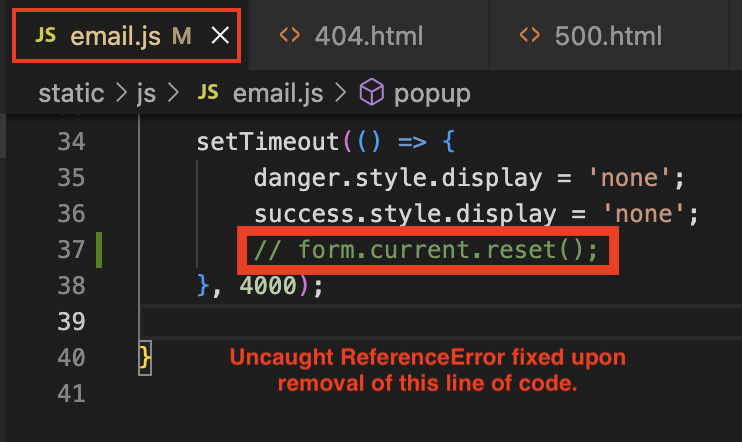 JS email.js M ×
<> 404.html
<> 500.html
static > js > JS email.js > popup
34 setTimeout(() => {
35 danger.style.display = 'none';
36 success.style.display = 'none';
37 // form.current.reset();
38 }, 4000);
39
40 }
41
Uncaught ReferenceError fixed upon
removal of this line of code.